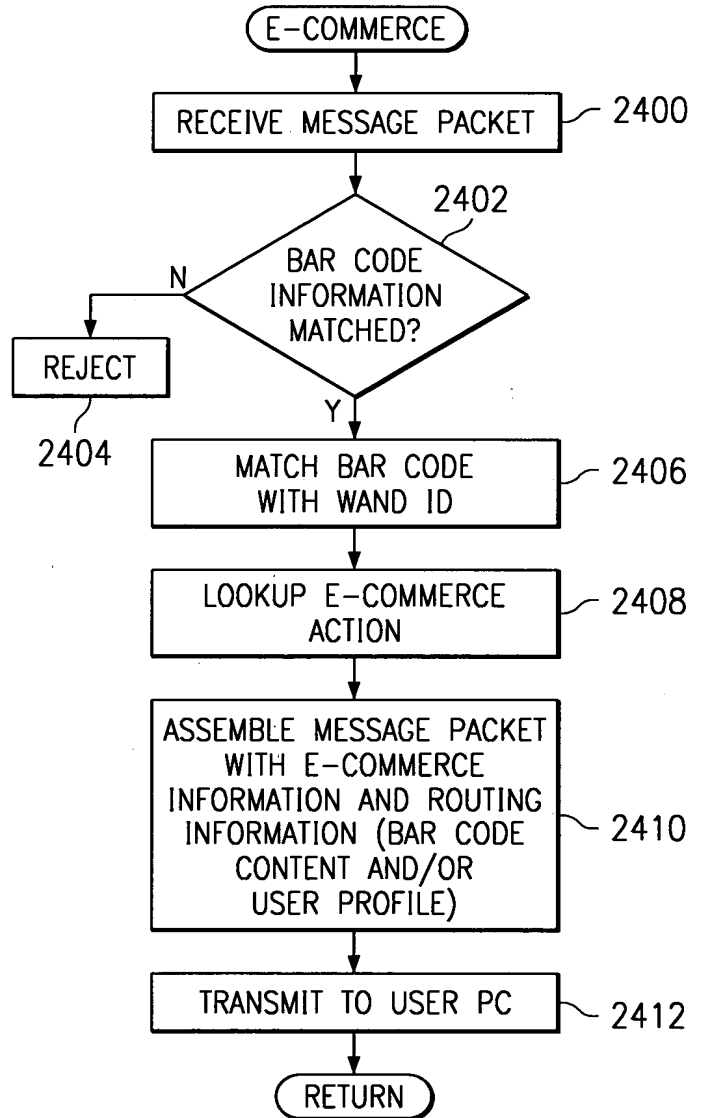 E-COMMERCE
RECEIVE MESSAGE PACKET
2400
2402
BAR CODE
INFORMATION
MATCHED?
N
REJECT
2404
Y
MATCH BAR CODE
WITH WAND ID
2406
LOOKUP E-COMMERCE
ACTION
2408
ASSEMBLE MESSAGE PACKET
WITH E-COMMERCE
INFORMATION AND ROUTING
INFORMATION (BAR CODE
CONTENT AND/OR
USER PROFILE)
2410
TRANSMIT TO USER PC
2412
RETURN